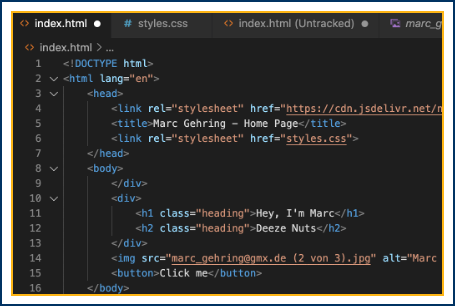 index.html styles.css index.html (Untracked) marc_g
index.html > ...
1 <!DOCTYPE html>
2 <html lang="en">
3 <head>
4 <link rel="stylesheet" href="https://cdn.jsdelivr.net/n
5 <title>Marc Gehring - Home Page</title>
6 <link rel="stylesheet" href="styles.css">
7 </head>
8 <body>
9 </div>
10 <div>
11 <h1 class="heading">Hey, I'm Marc</h1>
12 <h2 class="heading">Deeze Nuts</h2>
13 </div>
14 <img src="marc_gehring@gmx.de (2 von 3).jpg" alt="Marc
15 <button>Click me</button>
16 </body>